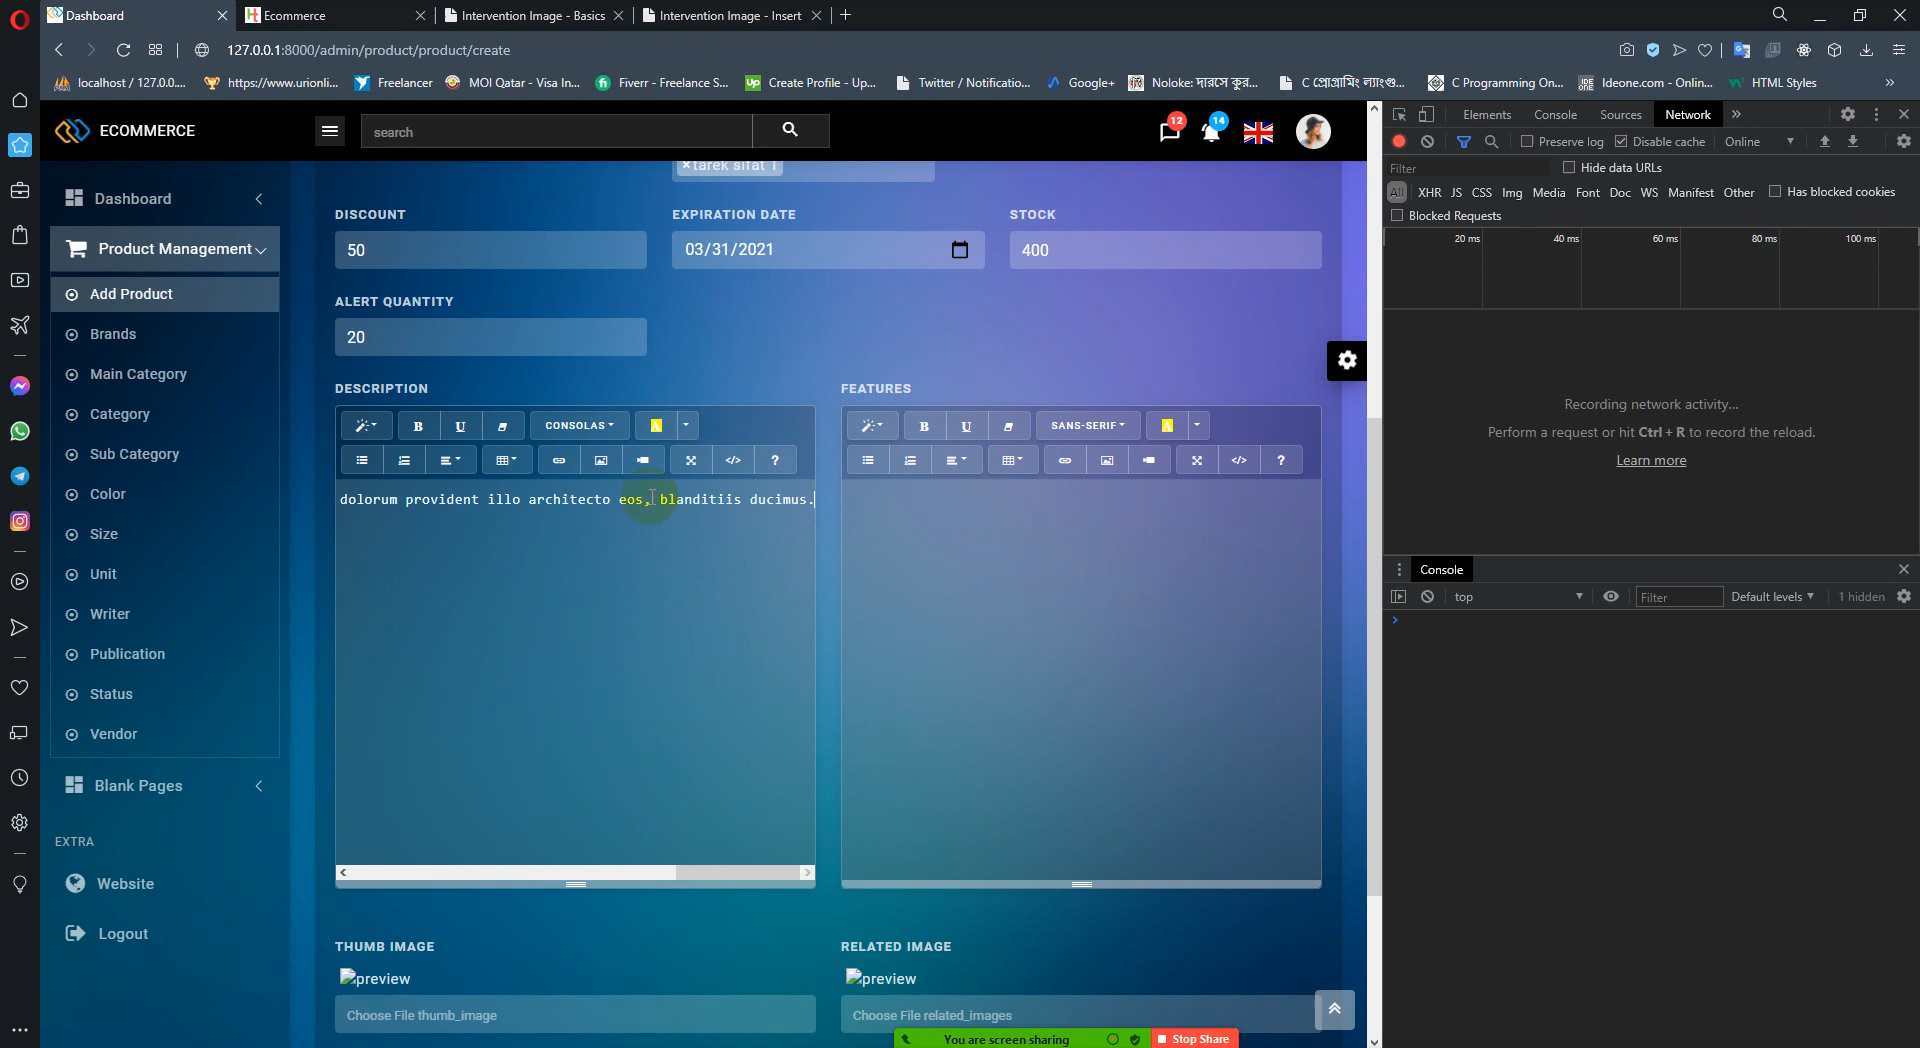 Dashboard
Ecommerce
Intervention Image - Basics
Intervention Image - Insert
127.0.0.1:8000/admin/product/product/create
localhost / 127.0.0...
https://www.urionli...
Freelancer
MOI Qatar - Visa In...
Fiverr - Freelance S...
Create Profile - Up...
Twitter / Notificatio...
Google+
Noloke: দারসে কুর...
C প্রোগ্রামিং ল্যাংগু...
C Programming On...
Ideone.com - Onlin...
HTML Styles
ECOMMERCE
search
12
14
Dashboard
Product Management
Add Product
Brands
Main Category
Category
Sub Category
Color
Size
Unit
Writer
Publication
Status
Vendor
Blank Pages
EXTRA
Website
Logout
×tarek sifat 1
DISCOUNT
EXPIRATION DATE
STOCK
50
03/31/2021
400
ALERT QUANTITY
20
DESCRIPTION
FEATURES
B U CONSOLAS
B U SANS-SERIF
dolorum provident illo architecto eos, blanditiis ducimus.
THUMB IMAGE
RELATED IMAGE
preview
preview
Choose File thumb_image
Choose File related_images
You are screen sharing
Stop Share
Elements Console Sources Network
Preserve log Disable cache Online
Filter
Hide data URLs
All XHR JS CSS Img Media Font Doc WS Manifest Other Has blocked cookies
Blocked Requests
20 ms 40 ms 60 ms 80 ms 100 ms
Recording network activity...
Perform a request or hit Ctrl + R to record the reload.
Learn more
Console
top
Filter
Default levels
1 hidden